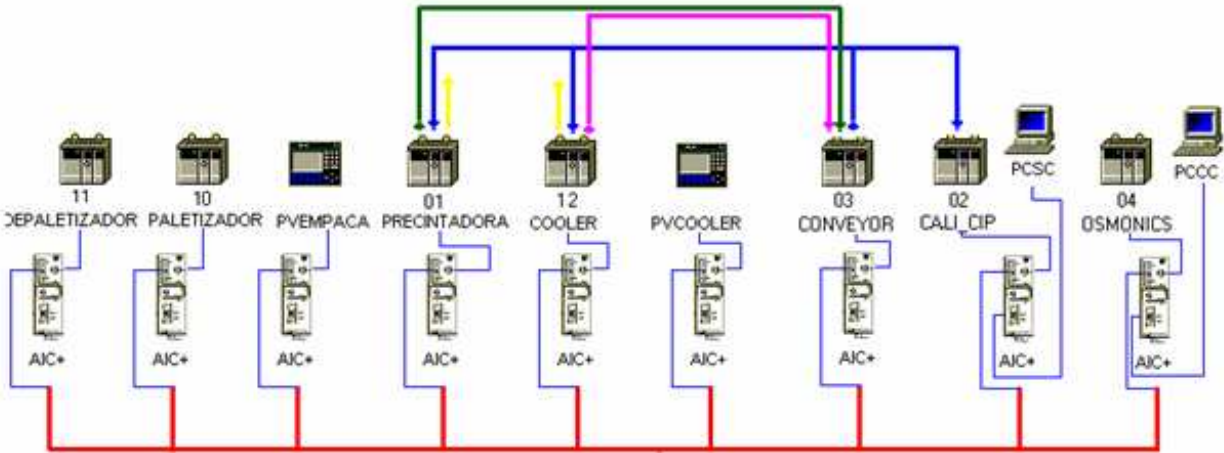 PCSC
PCCC
11
10
01
12
03
02
04
DEPALETIZADOR
PALETIZADOR
PVEMPACA
PRECINTADORA
COOLER
PVCOOLER
CONVEYOR
CALI_CIP
OSMONICS
AIC+
AIC+
AIC+
AIC+
AIC+
AIC+
AIC+
AIC+
AIC+